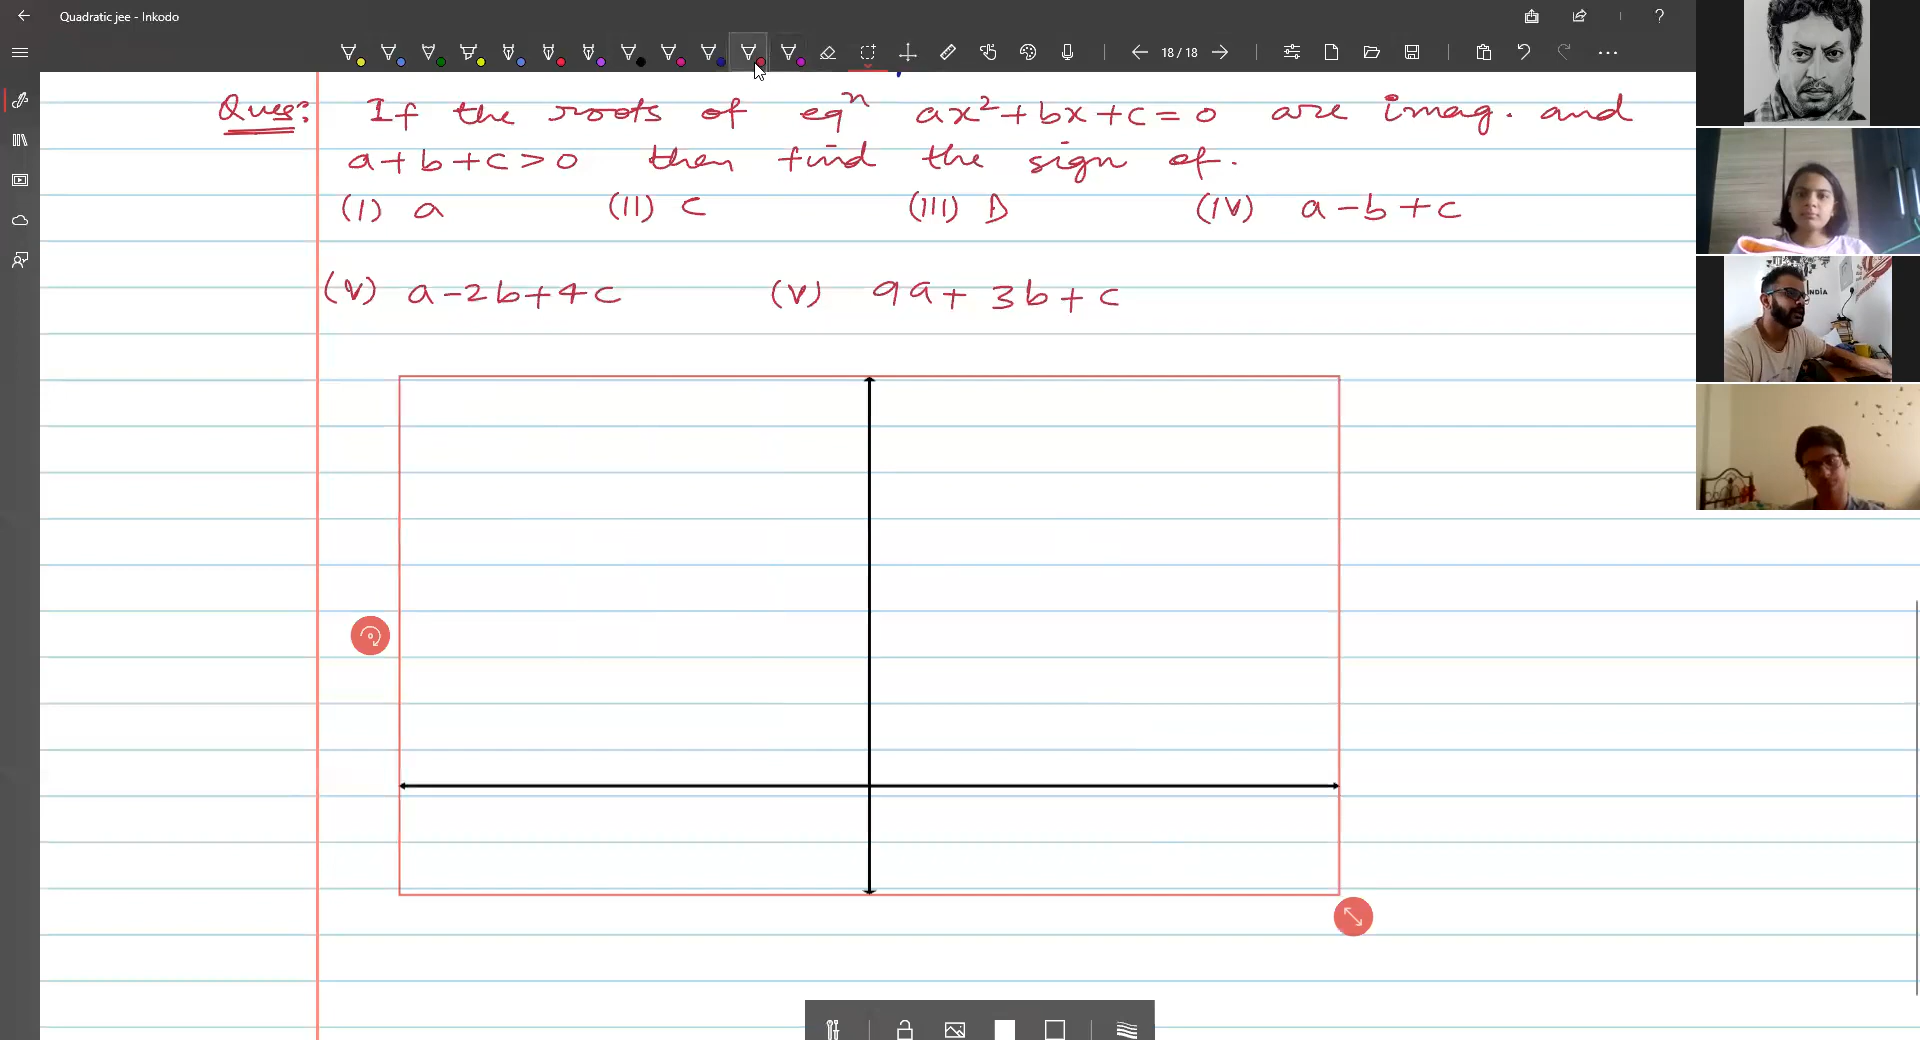 Quadratic jee - Inkodo
18 / 18
?
Ques: If the roots of eqⁿ ax²+bx+c=0 are imag. and
a+b+c>0 then find the sign of.
(I) a (II) c (III) D (IV) a-b+c
(V) a-2b+4c (V) 9a+3b+c
INDIA